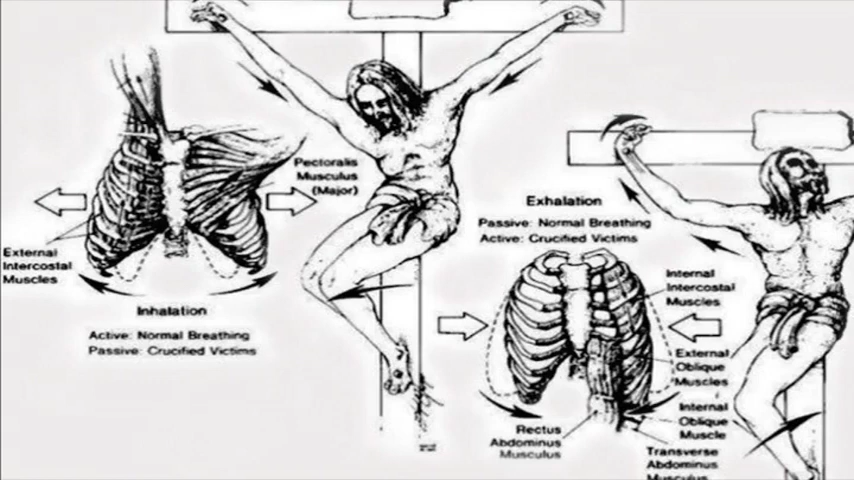 Pectoralis
Musculus
(Major)
External
Intercostal
Muscles
Inhalation
Active: Normal Breathing
Passive: Crucified Victims
Exhalation
Passive: Normal Breathing
Active: Crucified Victims
Internal
Intercostal
Muscles
External
Oblique
Muscles
Internal
Oblique
Muscle
Rectus
Abdominus
Musculus
Transverse
Abdominus
Musculus